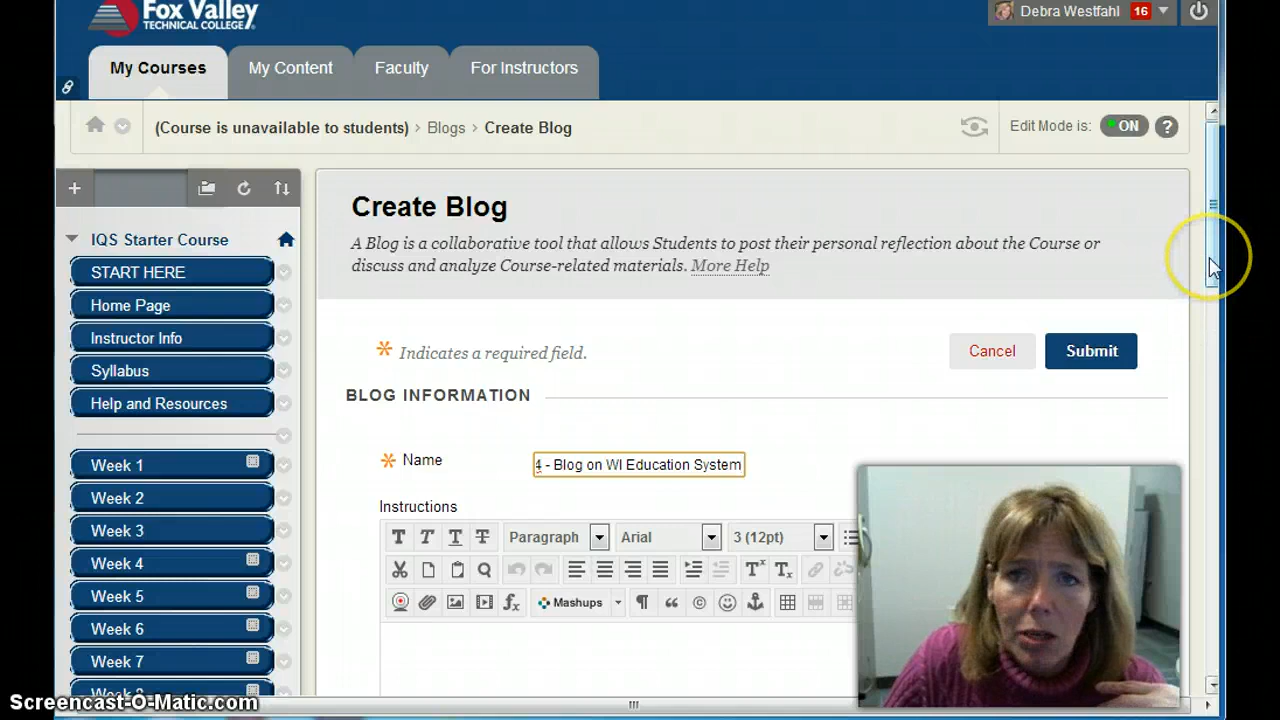 Fox Valley
TECHNICAL COLLEGE
Debra Westfahl 16
My Courses My Content Faculty For Instructors
(Course is unavailable to students) > Blogs > Create Blog Edit Mode is: ON ?
Create Blog
A Blog is a collaborative tool that allows Students to post their personal reflection about the Course or
discuss and analyze Course-related materials. More Help
IQS Starter Course
START HERE
Home Page
Instructor Info
Syllabus
Help and Resources
Week 1
Week 2
Week 3
Week 4
Week 5
Week 6
Week 7
* Indicates a required field.
Cancel Submit
BLOG INFORMATION
* Name 4 - Blog on WI Education System
Instructions
T T T T Paragraph Arial 3 (12pt)
Mashups
Screencast-O-Matic.com